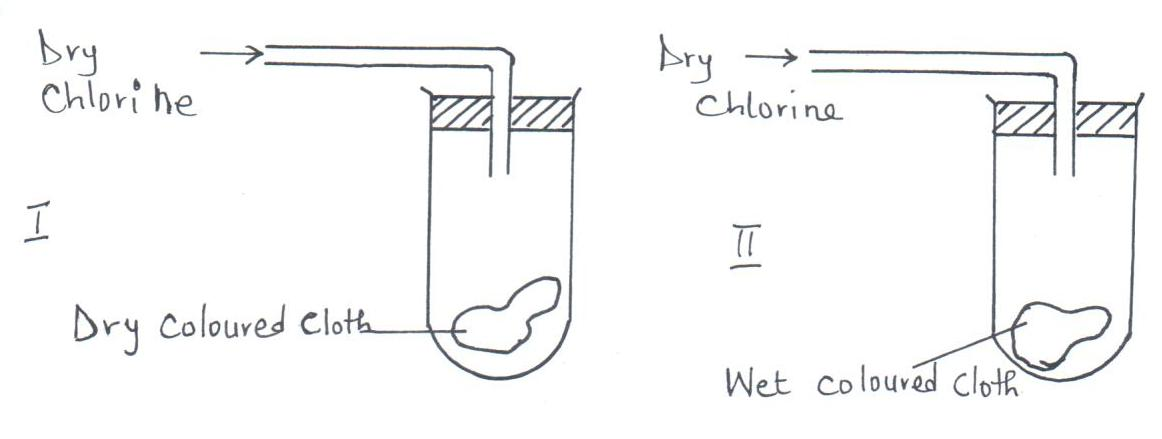 Dry
Chlorine
I
Dry coloured cloth
Dry
Chlorine
II
Wet coloured cloth